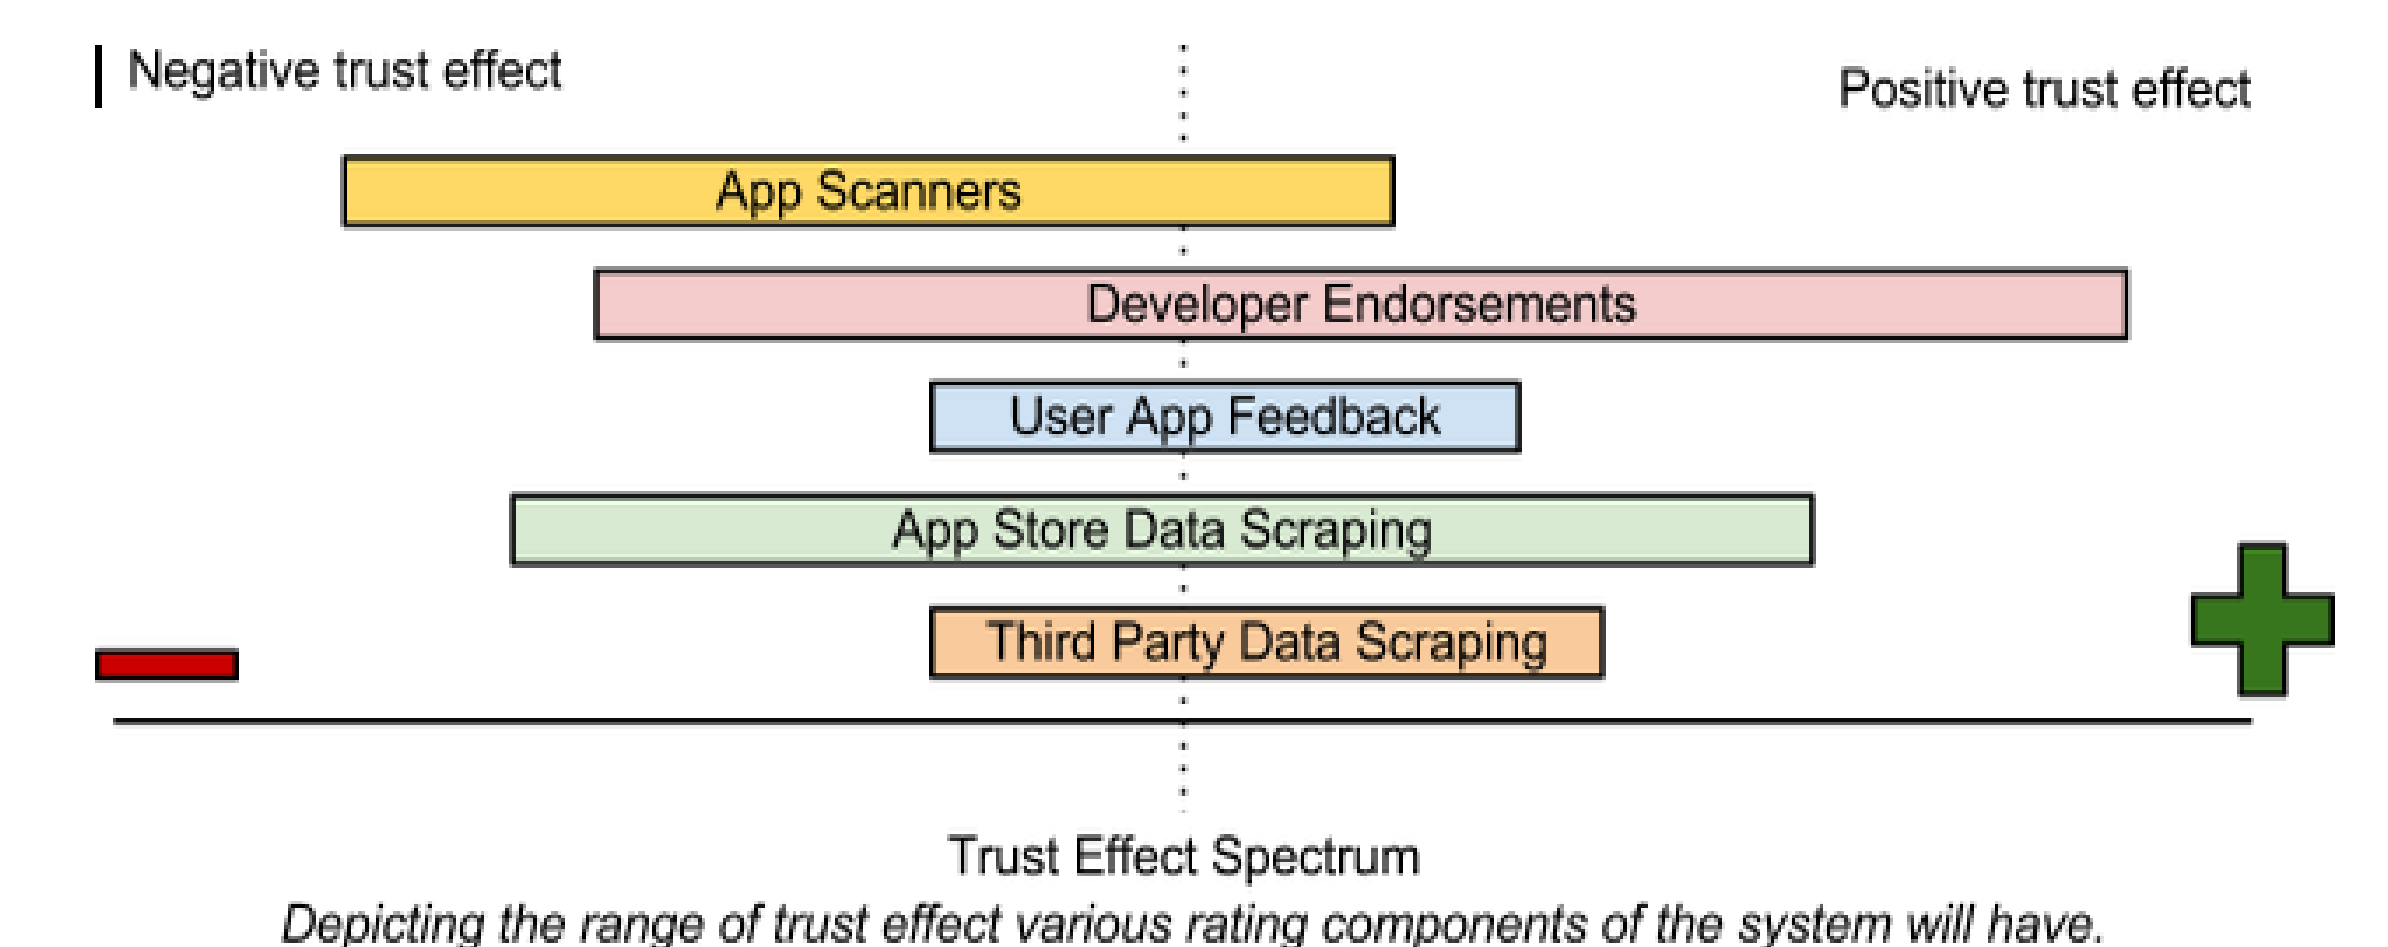 Negative trust effect
Positive trust effect
App Scanners
Developer Endorsements
User App Feedback
App Store Data Scraping
Third Party Data Scraping
Trust Effect Spectrum
Depicting the range of trust effect various rating components of the system will have.